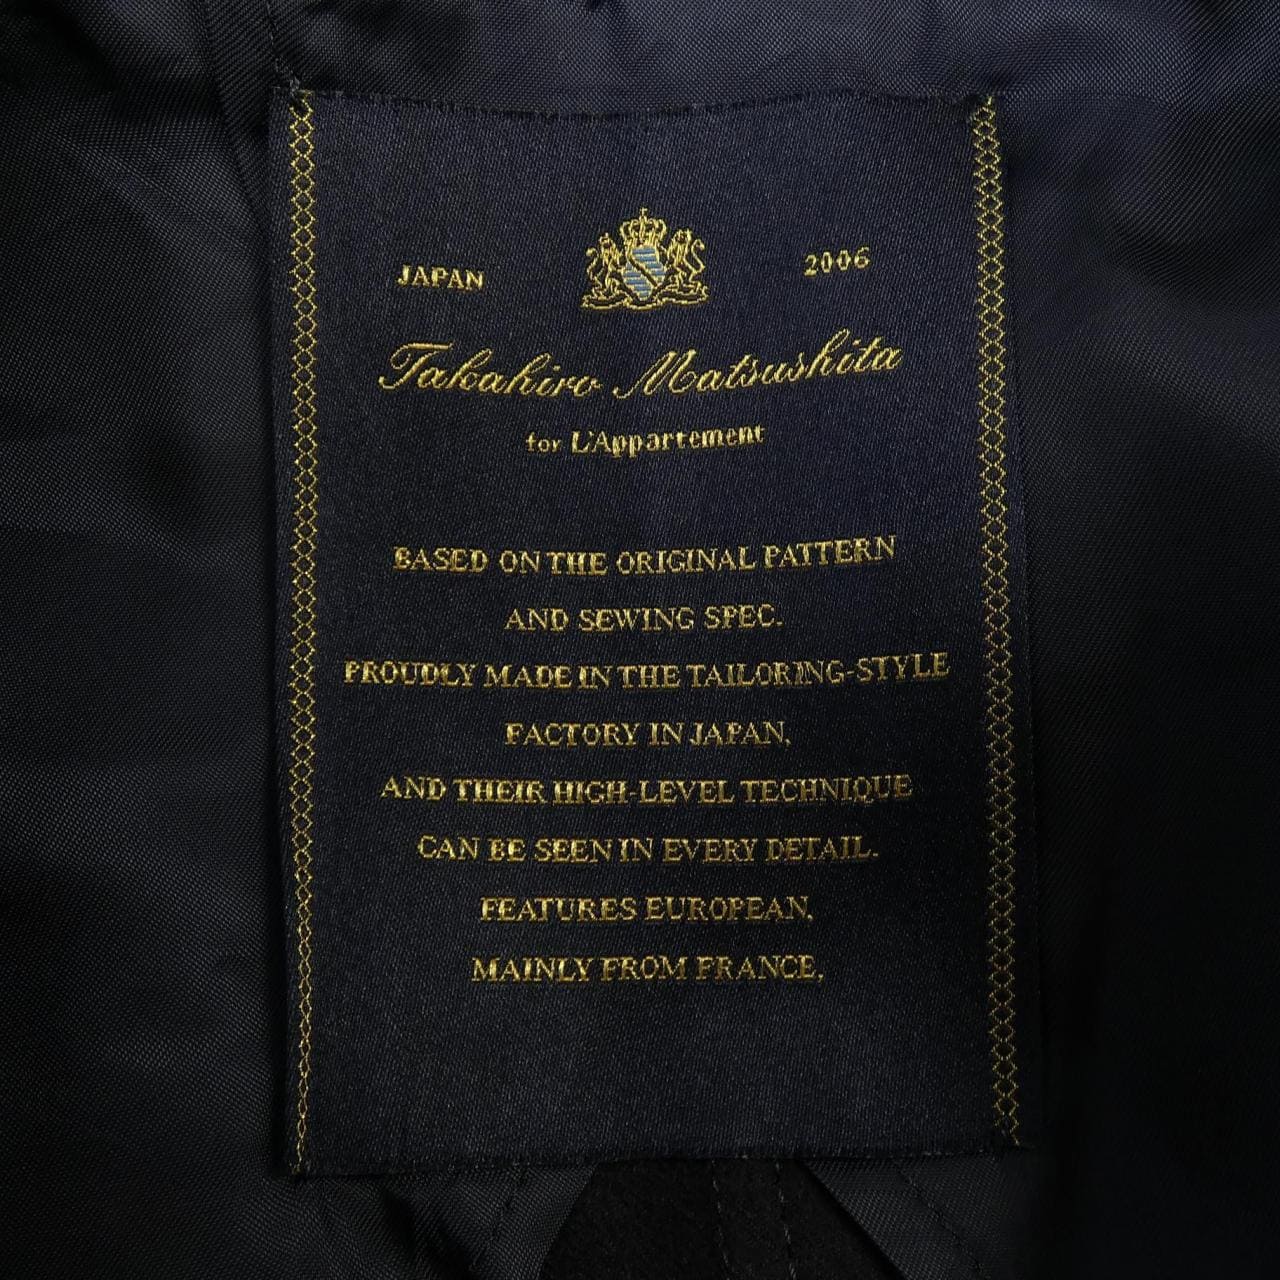 JAPAN 2006
Takahiro Matsushita
for L'Appartement
BASED ON THE ORIGINAL PATTERN
AND SEWING SPEC.
PROUDLY MADE IN THE TAILORING-STYLE
FACTORY IN JAPAN,
AND THEIR HIGH-LEVEL TECHNIQUE
CAN BE SEEN IN EVERY DETAIL.
FEATURES EUROPEAN,
MAINLY FROM FRANCE,